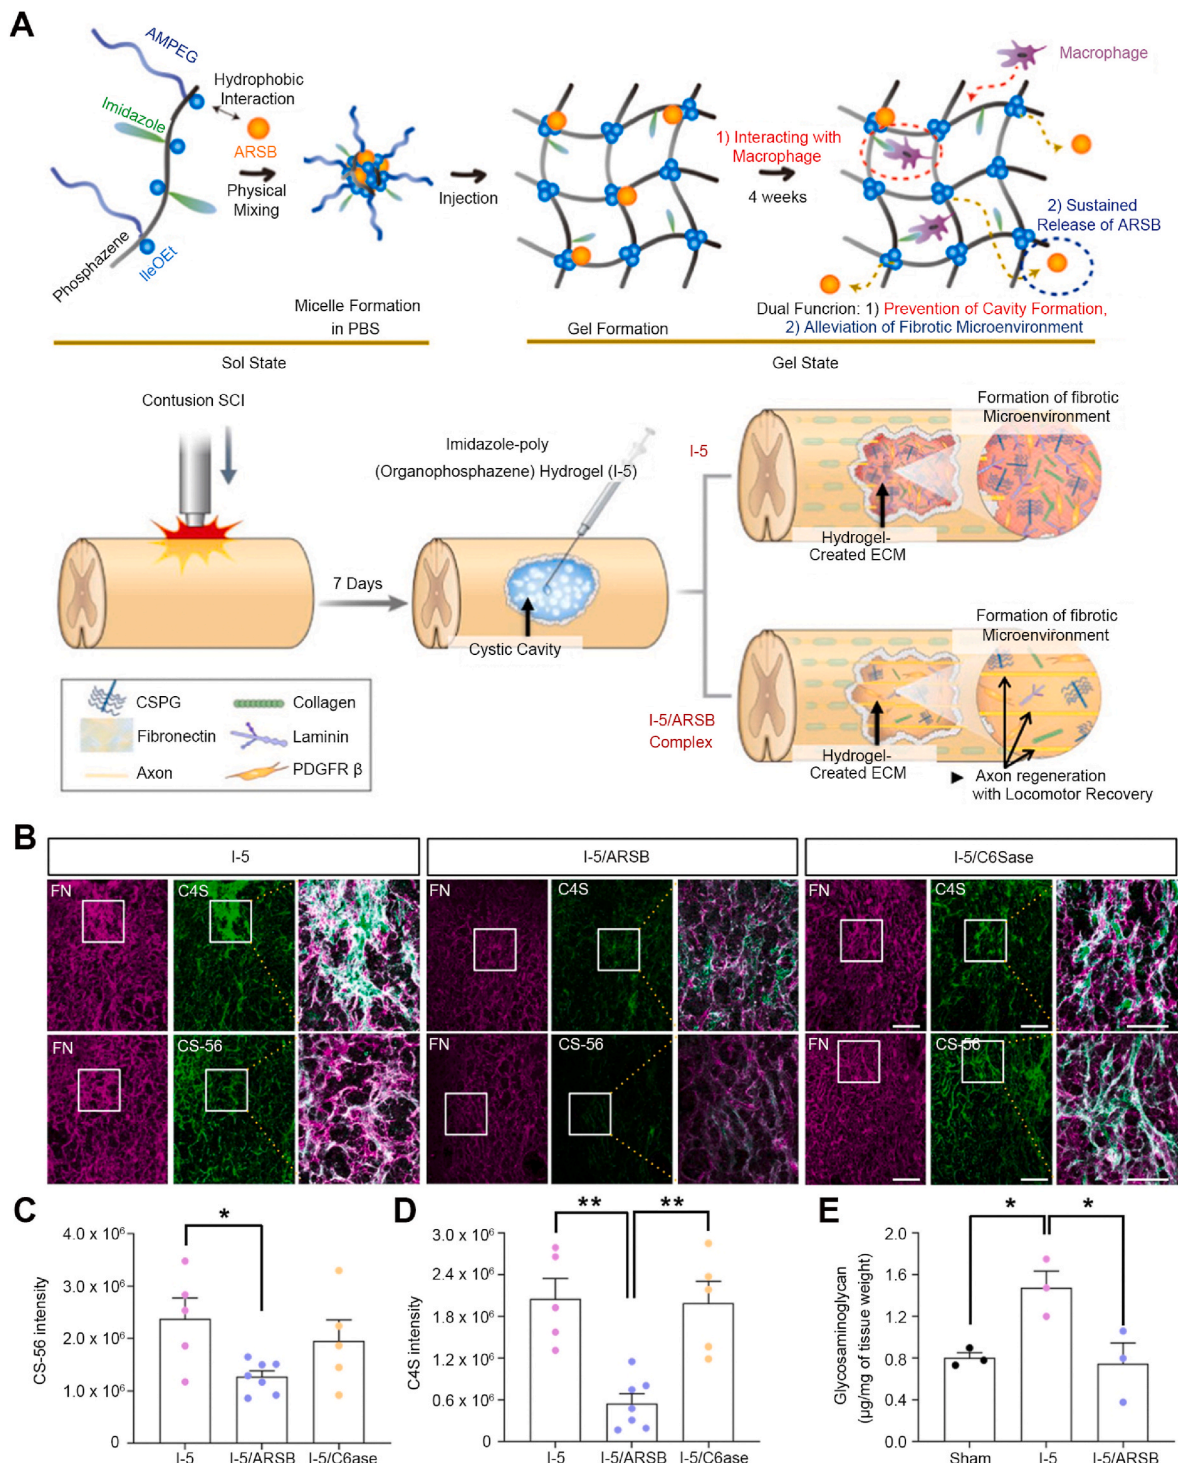 A
AMPEG
Hydrophobic
Interaction
Imidazole
ARSB
Physical
Mixing
Phosphazene
IleOEt
Micelle Formation
in PBS
Injection
Gel Formation
1) Interacting with
Macrophage
4 weeks
Macrophage
2) Sustained
Release of ARSB
Dual Funcrion: 1) Prevention of Cavity Formation,
2) Alleviation of Fibrotic Microenvironment
Sol State
Gel State
Contusion SCI
7 Days
Imidazole-poly
(Organophosphazene) Hydrogel (I-5)
Cystic Cavity
I-5
Formation of fibrotic
Microenvironment
Hydrogel-
Created ECM
I-5/ARSB
Complex
Formation of fibrotic
Microenvironment
Hydrogel-
Created ECM
Axon regeneration
with Locomotor Recovery
CSPG
Collagen
Fibronectin
Laminin
Axon
PDGFR β
B
I-5
I-5/ARSB
I-5/C6Sase
FN
C4S
FN
C4S
FN
C4S
FN
CS-56
FN
CS-56
FN
CS-56
C
*
4.0 x 10⁶
3.0 x 10⁶
2.0 x 10⁶
1.0 x 10⁶
0
CS-56 intensity
I-5
I-5/ARSB
I-5/C6ase
D
**
**
3.0 x 10⁶
2.4 x 10⁶
1.8 x 10⁶
1.2 x 10⁶
0.6 x 10⁶
0
C4S intensity
I-5
I-5/ARSB
I-5/C6ase
E
*
*
2.0
1.6
1.2
0.8
0.4
0.0
Glycosaminoglycan
(μg/mg of tissue weight)
Sham
I-5
I-5/ARSB